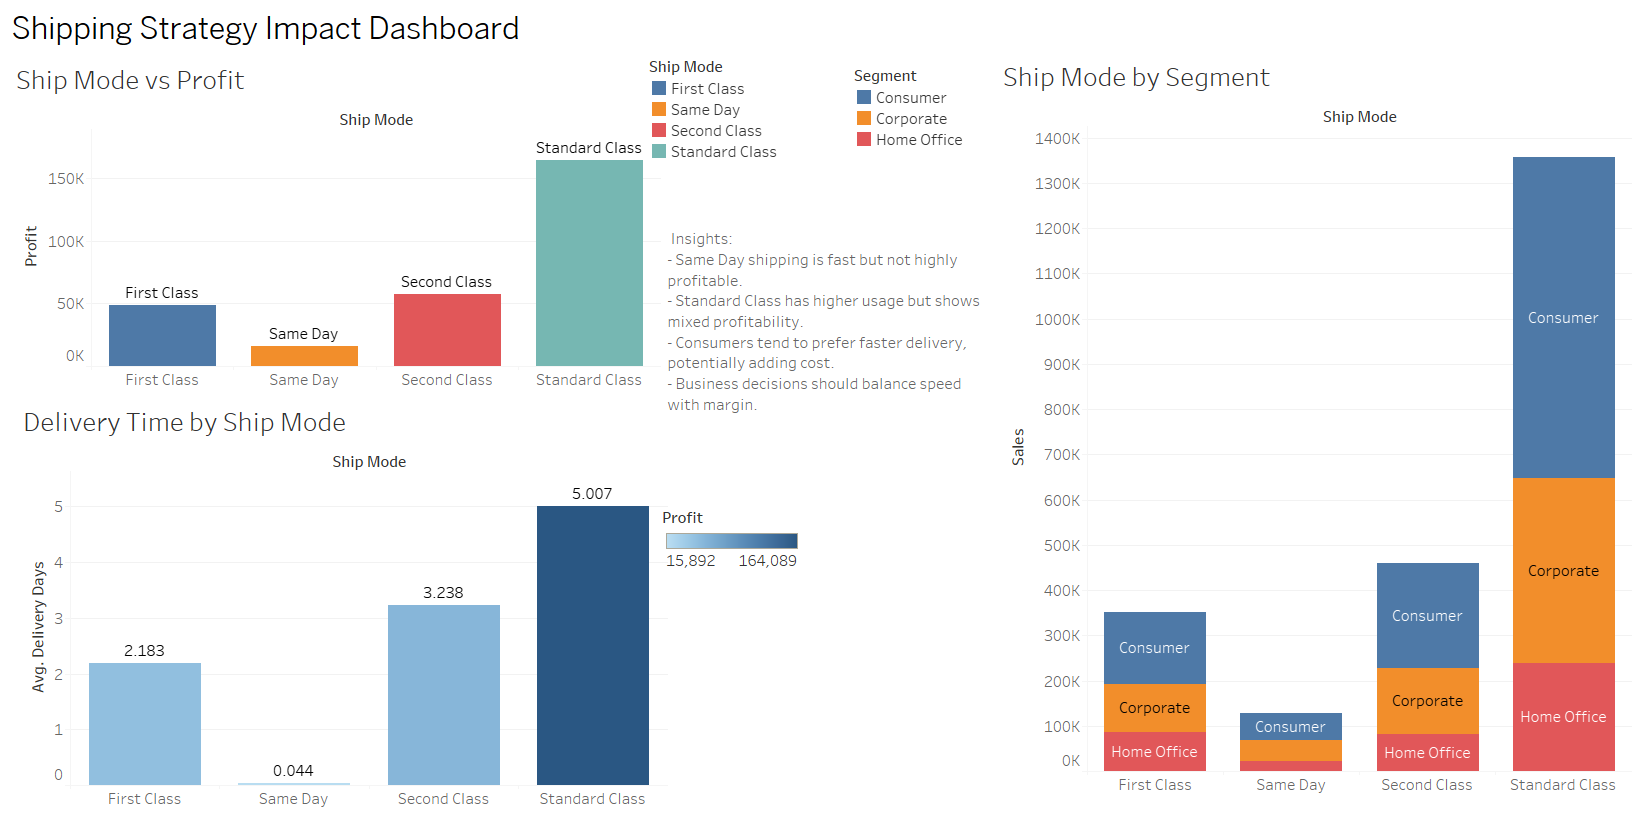 Shipping Strategy Impact Dashboard
Ship Mode vs Profit
Ship Mode
Profit
150K
100K
50K
0K
First Class
Same Day
Second Class
Standard Class
First Class
Same Day
Second Class
Standard Class
Ship Mode
First Class
Same Day
Second Class
Standard Class
Segment
Consumer
Corporate
Home Office
Insights:
- Same Day shipping is fast but not highly
profitable.
- Standard Class has higher usage but shows
mixed profitability.
- Consumers tend to prefer faster delivery,
potentially adding cost.
- Business decisions should balance speed
with margin.
Delivery Time by Ship Mode
Ship Mode
Avg. Delivery Days
5
4
3
2
1
0
2.183
0.044
3.238
5.007
First Class
Same Day
Second Class
Standard Class
Profit
15,892
164,089
Ship Mode by Segment
Ship Mode
Sales
1400K
1300K
1200K
1100K
1000K
900K
800K
700K
600K
500K
400K
300K
200K
100K
0K
Consumer
Corporate
Home Office
Consumer
Consumer
Corporate
Home Office
Consumer
Corporate
Home Office
First Class
Same Day
Second Class
Standard Class